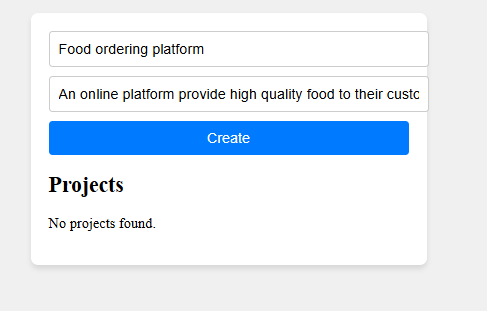 Food ordering platform
An online platform provide high quality food to their custo
Create
Projects
No projects found.